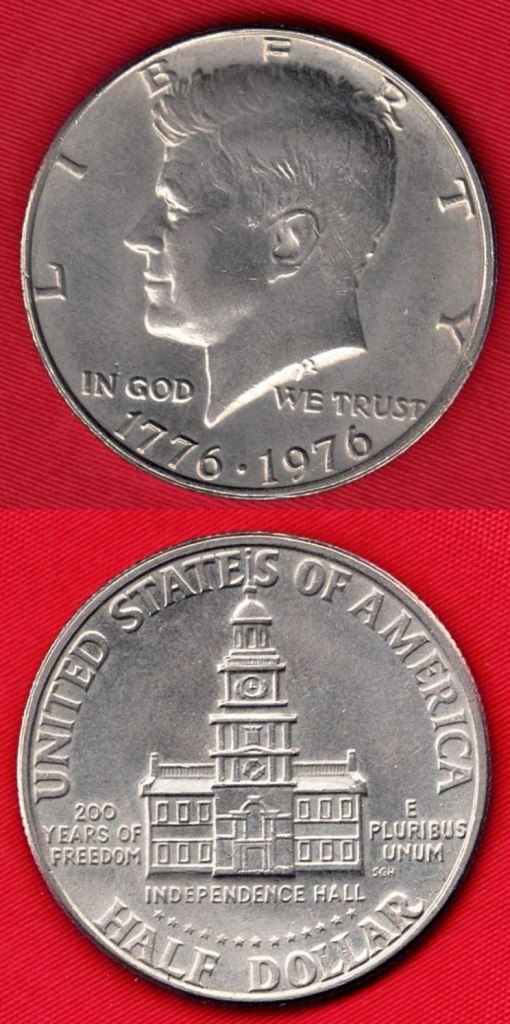 LIBERTY
IN GOD WE TRUST
1776 · 1976
UNITED STATES OF AMERICA
200
YEARS OF
FREEDOM
E
PLURIBUS
UNUM
SGH
INDEPENDENCE HALL
HALF DOLLAR